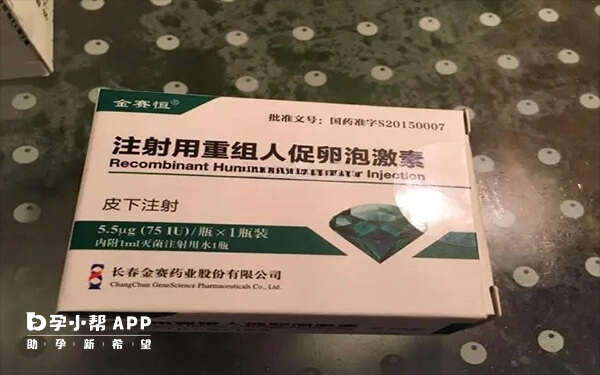 金赛恒®
批准文号：国药准字S20150007
注射用重组人促卵泡激素
Recombinant Hum Injection
皮下注射
5.5μg (75 IU)/瓶×1瓶装
内附1ml灭菌注射用水1瓶
长春金赛药业股份有限公司
ChangChun GeneScience Pharmaceuticals Co., Ltd.
孕小帮 APP
助孕新希望